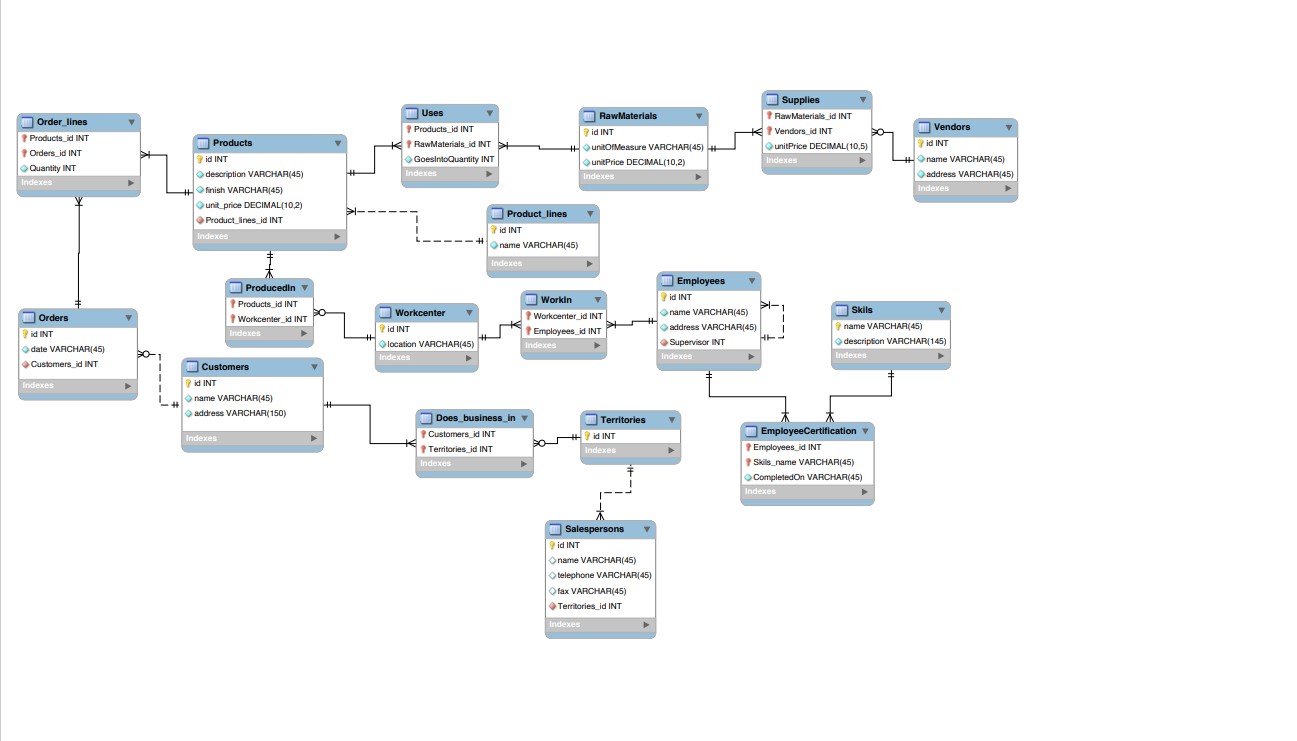 Order_lines
Products_id INT
Orders_id INT
Quantity INT
Indexes
Products
id INT
description VARCHAR(45)
finish VARCHAR(45)
unit_price DECIMAL(10,2)
Product_lines_id INT
Indexes
Uses
Products_id INT
RawMaterials_id INT
GoesIntoQuantity INT
Indexes
RawMaterials
id INT
unitOfMeasure VARCHAR(45)
unitPrice DECIMAL(10,2)
Indexes
Supplies
RawMaterials_id INT
Vendors_id INT
unitPrice DECIMAL(10,5)
Indexes
Vendors
id INT
name VARCHAR(45)
address VARCHAR(45)
Indexes
Product_lines
id INT
name VARCHAR(45)
Indexes
ProducedIn
Products_id INT
Workcenter_id INT
Indexes
Workcenter
id INT
location VARCHAR(45)
Indexes
WorkIn
Workcenter_id INT
Employees_id INT
Indexes
Employees
id INT
name VARCHAR(45)
address VARCHAR(45)
Supervisor INT
Indexes
Skils
name VARCHAR(45)
description VARCHAR(145)
Indexes
Orders
id INT
date VARCHAR(45)
Customers_id INT
Indexes
Customers
id INT
name VARCHAR(45)
address VARCHAR(150)
Indexes
Does_business_in
Customers_id INT
Territories_id INT
Indexes
Territories
id INT
Indexes
EmployeeCertification
Employees_id INT
Skils_name VARCHAR(45)
CompletedOn VARCHAR(45)
Indexes
Salespersons
id INT
name VARCHAR(45)
telephone VARCHAR(45)
fax VARCHAR(45)
Territories_id INT
Indexes